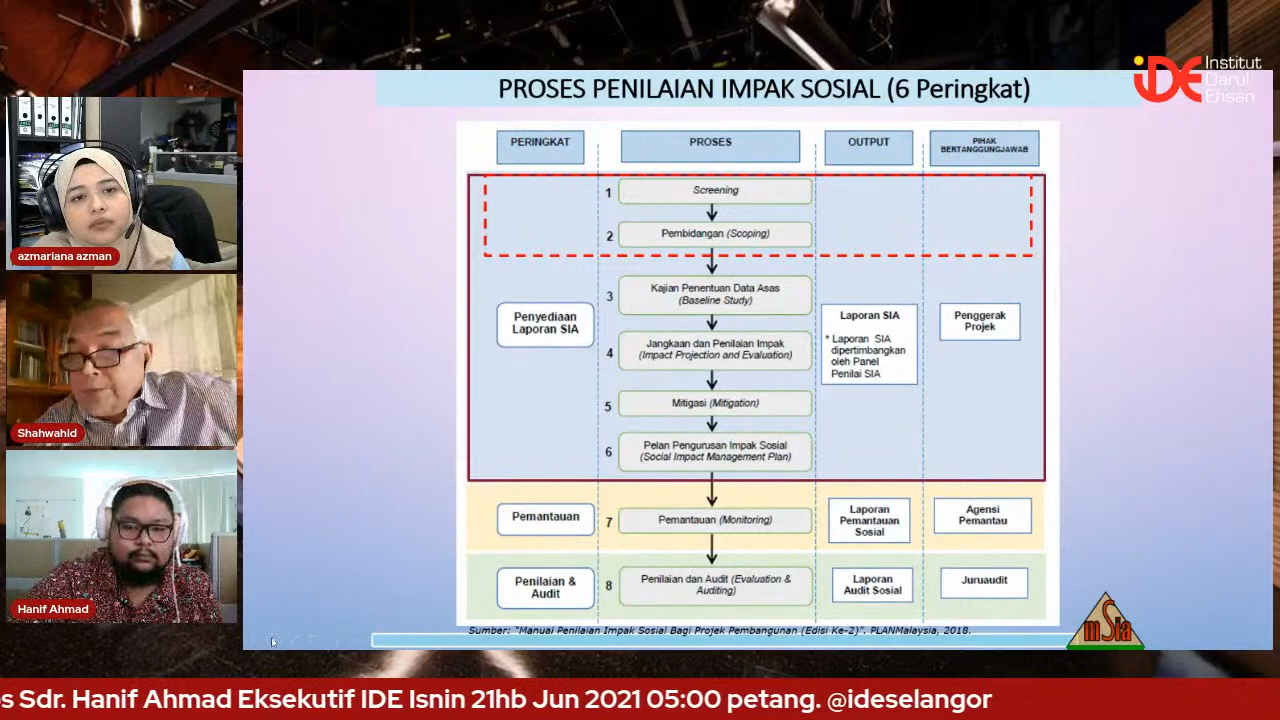 PROSES PENILAIAN IMPAK SOSIAL (6 Peringkat)
iDE Institut
Darul
Ehsan
PERINGKAT
PROSES
OUTPUT
PIHAK
BERTANGGUNGJAWAB
1
Screening
2
Pembidangan (Scoping)
3
Kajian Penentuan Data Asas
(Baseline Study)
Penyediaan
Laporan SIA
4
Jangkaan dan Penilaian Impak
(Impact Projection and Evaluation)
Laporan SIA
* Laporan SIA
dipertimbangkan
oleh Panel
Penilai SIA
Penggerak
Projek
5
Mitigasi (Mitigation)
6
Pelan Pengurusan Impak Sosial
(Social Impact Management Plan)
Pemantauan
7
Pemantauan (Monitoring)
Laporan
Pemantauan
Sosial
Agensi
Pemantau
Penilaian &
Audit
8
Penilaian dan Audit (Evaluation &
Auditing)
Laporan
Audit Sosial
Juruaudit
Sumber: "Manual Penilaian Impak Sosial Bagi Projek Pembangunan (Edisi Ke-2)". PLANMalaysia, 2018.
mSia
azmariana azman
Shahwahid
Hanif Ahmad
s Sdr. Hanif Ahmad Eksekutif IDE Isnin 21hb Jun 2021 05:00 petang. @ideselangor